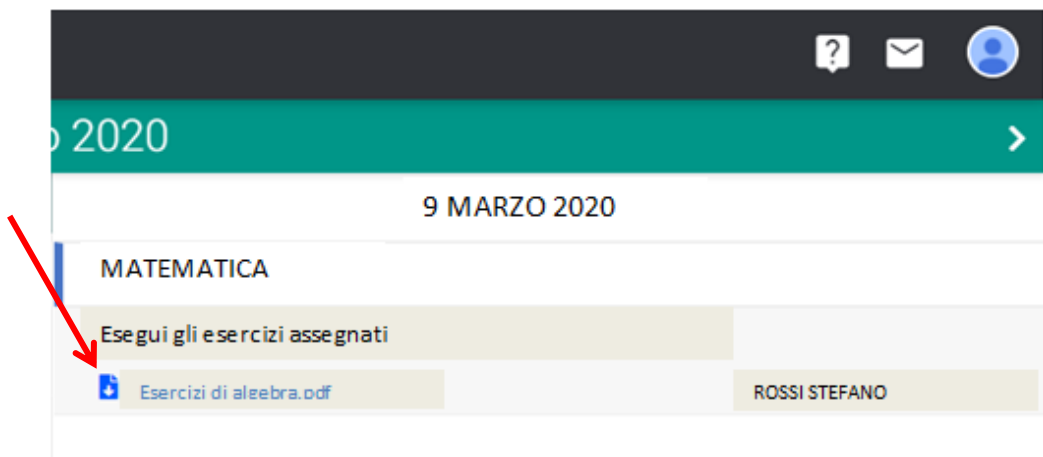 2020
9 MARZO 2020
MATEMATICA
Esegui gli esercizi assegnati
Esercizi di algebra.pdf
ROSSI STEFANO